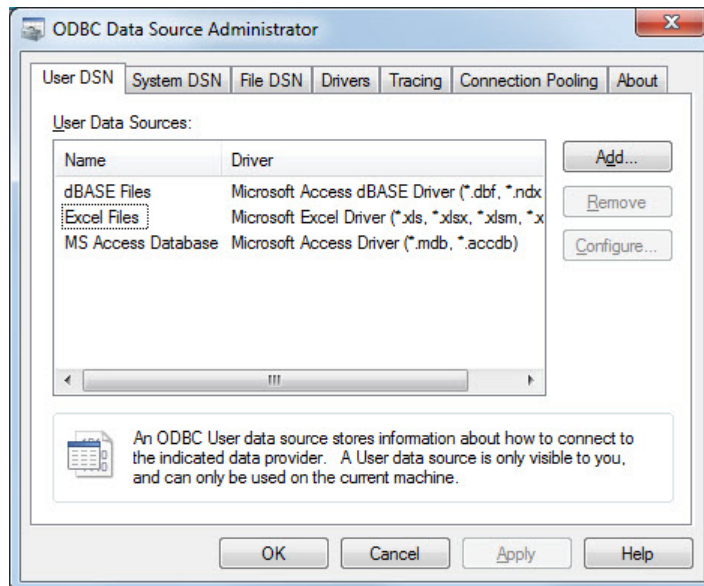 ODBC Data Source Administrator
User DSN System DSN File DSN Drivers Tracing Connection Pooling About
User Data Sources:
Name Driver
dBASE Files Microsoft Access dBASE Driver (*.dbf, *.ndx
Excel Files Microsoft Excel Driver (*.xls, *.xlsx, *.xlsm, *.x
MS Access Database Microsoft Access Driver (*.mdb, *.accdb)
Add...
Remove
Configure...
An ODBC User data source stores information about how to connect to
the indicated data provider. A User data source is only visible to you,
and can only be used on the current machine.
OK Cancel Apply Help